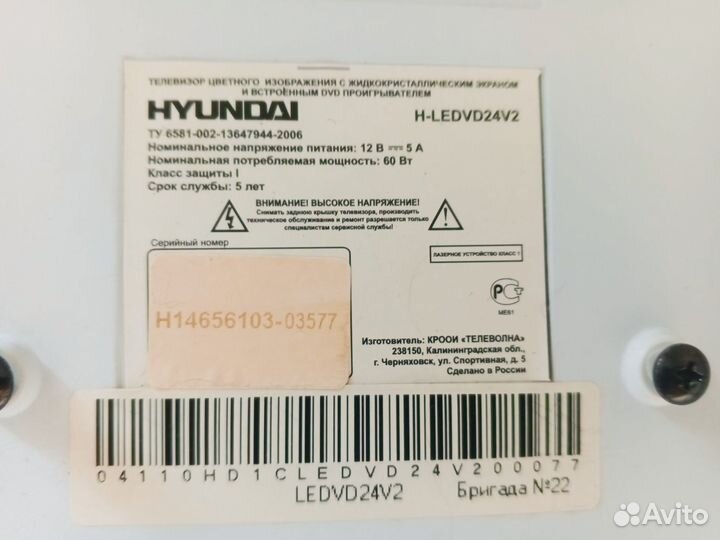 ТЕЛЕВИЗОР ЦВЕТНОГО ИЗОБРАЖЕНИЯ С ЖИДКОКРИСТАЛЛИЧЕСКИМ ЭКРАНОМ
И ВСТРОЕННЫМ DVD ПРОИГРЫВАТЕЛЕМ
HYUNDAI H-LEDVD24V2
ТУ 6581-002-13647944-2006
Номинальное напряжение питания: 12 В 5 А
Номинальная потребляемая мощность: 60 Вт
Класс защиты I
Срок службы: 5 лет
ВНИМАНИЕ! ВЫСОКОЕ НАПРЯЖЕНИЕ!
Снимать заднюю крышку телевизора, производить
техническое обслуживание и ремонт разрешается только
специалистам сервисной службы!
Серийный номер
ЛАЗЕРНОЕ УСТРОЙСТВО КЛАСС 1
H14656103-03577
РС
МЕ61
Изготовитель: КРООИ «ТЕЛЕВОЛНА»
238150, Калининградская обл.,
г. Черняховск, ул. Спортивная, д. 5
Сделано в России
04110HD1CLEDVD24V200077
LEDVD24V2 Бригада №22
Avito